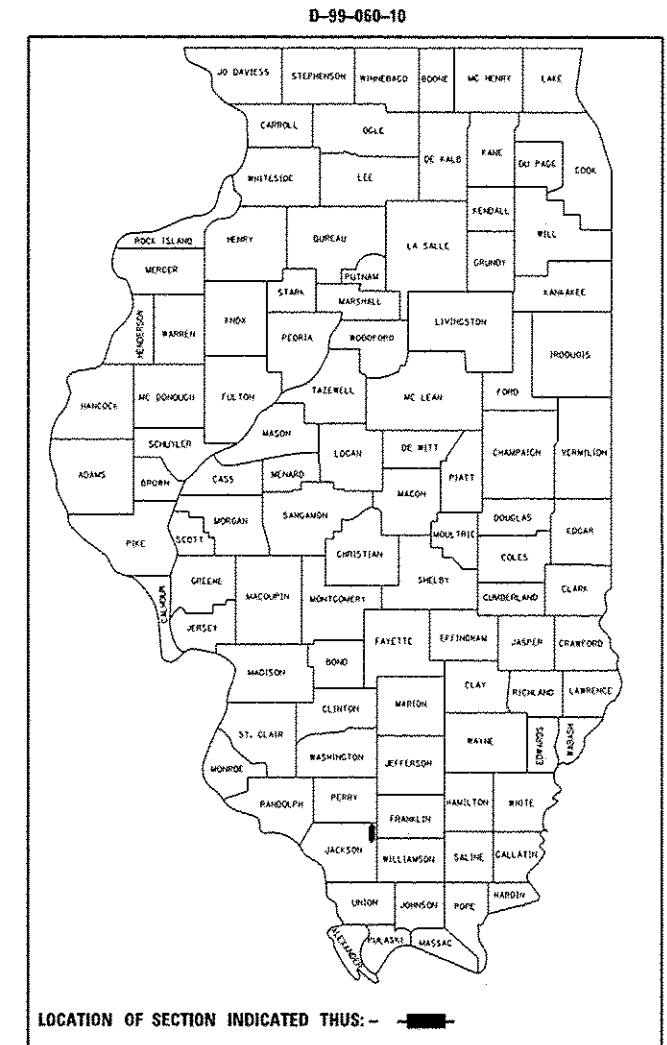 D-99-060-10
JO DAVIESS STEPHENSON WINNEBAGO BOONE MC HENRY LAKE
CARROLL OGLE DE KALB KANE DU PAGE COOK
WHITESIDE LEE KENDALL WILL
ROCK ISLAND HENRY BUREAU LA SALLE GRUNDY
MERCER PUTNAM KANKAKEE
STARK MARSHALL
HENDERSON WARREN KNOX PEORIA WOODFORD LIVINGSTON IROQUOIS
HANCOCK MC DONOUGH FULTON TAZEWELL MC LEAN FORD
MASON
SCHUYLER LOGAN DE WITT CHAMPAIGN VERMILION
ADAMS BROWN CASS MENARD PIATT
MACON
PIKE SCOTT MORGAN SANGAMON CHRISTIAN MOULTRIE DOUGLAS EDGAR
COLES
CALHOUN GREENE MACOUPIN MONTGOMERY SHELBY CUMBERLAND CLARK
JERSEY
MADISON BOND FAYETTE EFFINGHAM JASPER CRAWFORD
CLINTON MARION CLAY RICHLAND LAWRENCE
ST. CLAIR WAYNE EDWARDS WABASH
MONROE WASHINGTON JEFFERSON
RANDOLPH PERRY HAMILTON WHITE
FRANKLIN
JACKSON WILLIAMSON SALINE GALLATIN
UNION JOHNSON POPE HARDIN
ALEXANDER PULASKI MASSAC
LOCATION OF SECTION INDICATED THUS: -